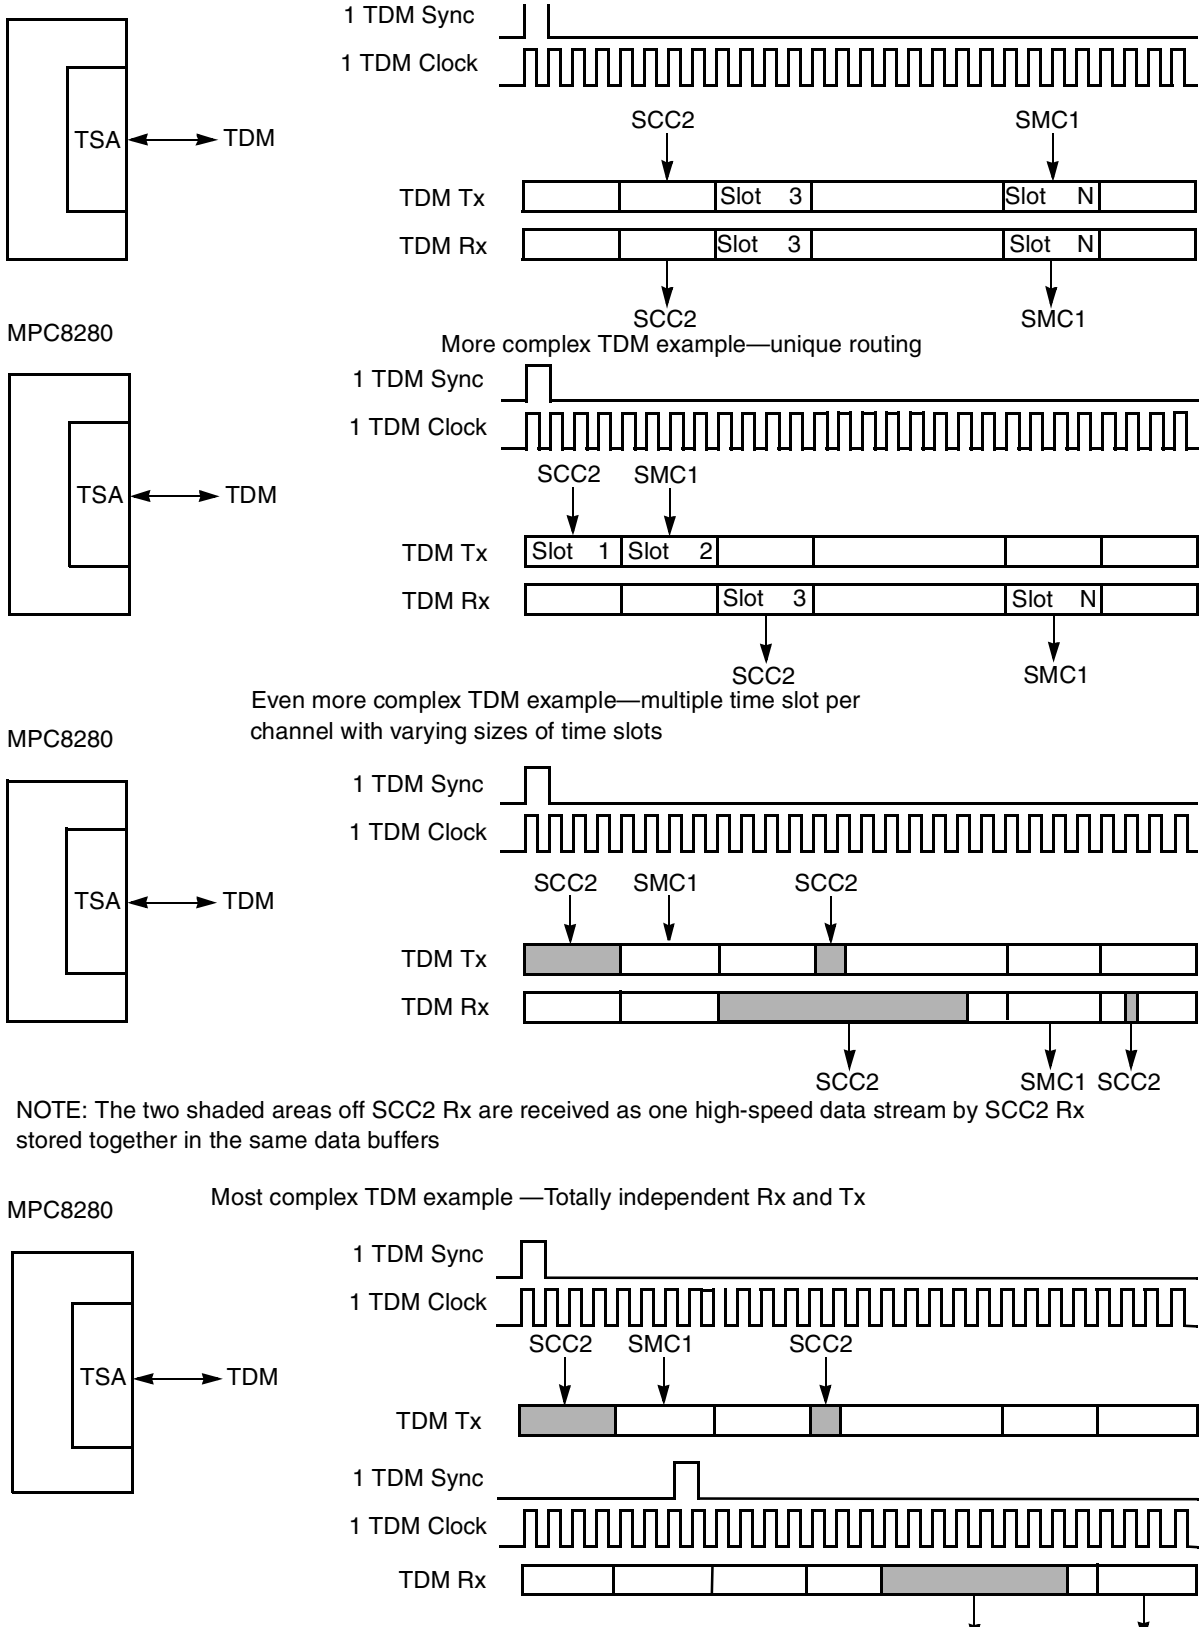 1 TDM Sync
1 TDM Clock
SCC2 SMC1
TSA TDM
TDM Tx Slot 3 Slot N
TDM Rx Slot 3 Slot N
SCC2 SMC1
MPC8280
More complex TDM example—unique routing
1 TDM Sync
1 TDM Clock
SCC2 SMC1
TSA TDM
TDM Tx Slot 1 Slot 2
TDM Rx Slot 3 Slot N
SCC2 SMC1
Even more complex TDM example—multiple time slot per
channel with varying sizes of time slots
MPC8280
1 TDM Sync
1 TDM Clock
SCC2 SMC1 SCC2
TSA TDM
TDM Tx
TDM Rx
SCC2 SMC1 SCC2
NOTE: The two shaded areas off SCC2 Rx are received as one high-speed data stream by SCC2 Rx
stored together in the same data buffers
Most complex TDM example —Totally independent Rx and Tx
MPC8280
1 TDM Sync
1 TDM Clock
SCC2 SMC1 SCC2
TSA TDM
TDM Tx
1 TDM Sync
1 TDM Clock
TDM Rx